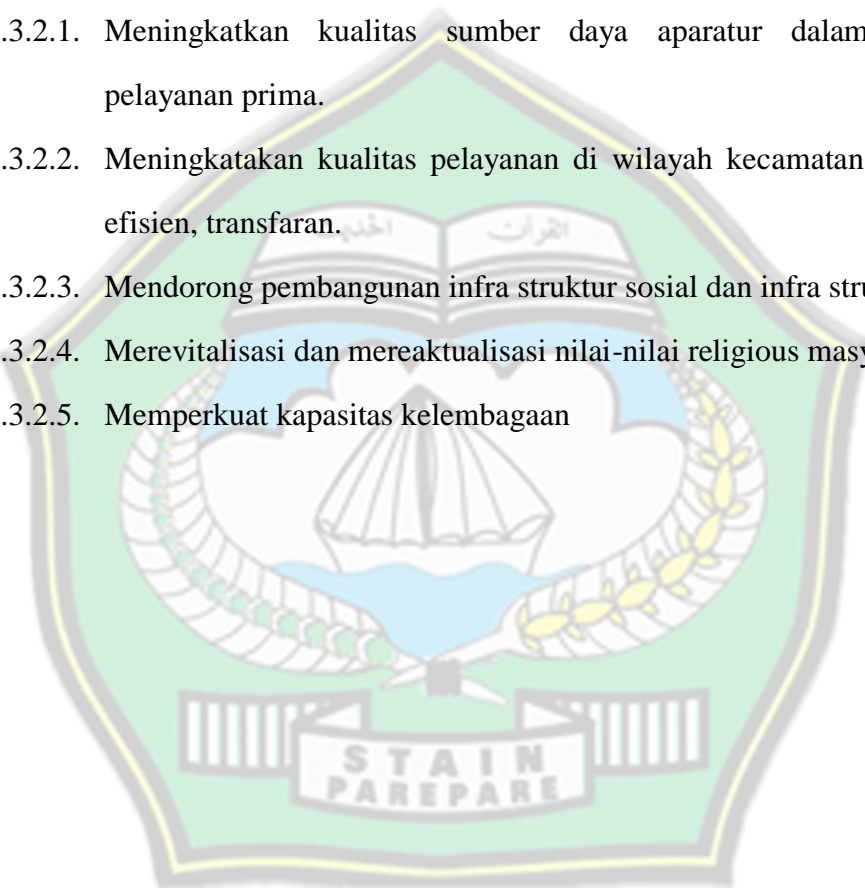 .3.2.1. Meningkatkan kualitas sumber daya aparatur dalam
pelayanan prima.
.3.2.2. Meningkatakan kualitas pelayanan di wilayah kecamatan
efisien, transfaran.
.3.2.3. Mendorong pembangunan infra struktur sosial dan infra
.3.2.4. Merevitalisasi dan mereaktualisasi nilai-nilai religious
.3.2.5. Memperkuat kapasitas kelembagaan
الحديث القرآن
STAIN
PAREPARE